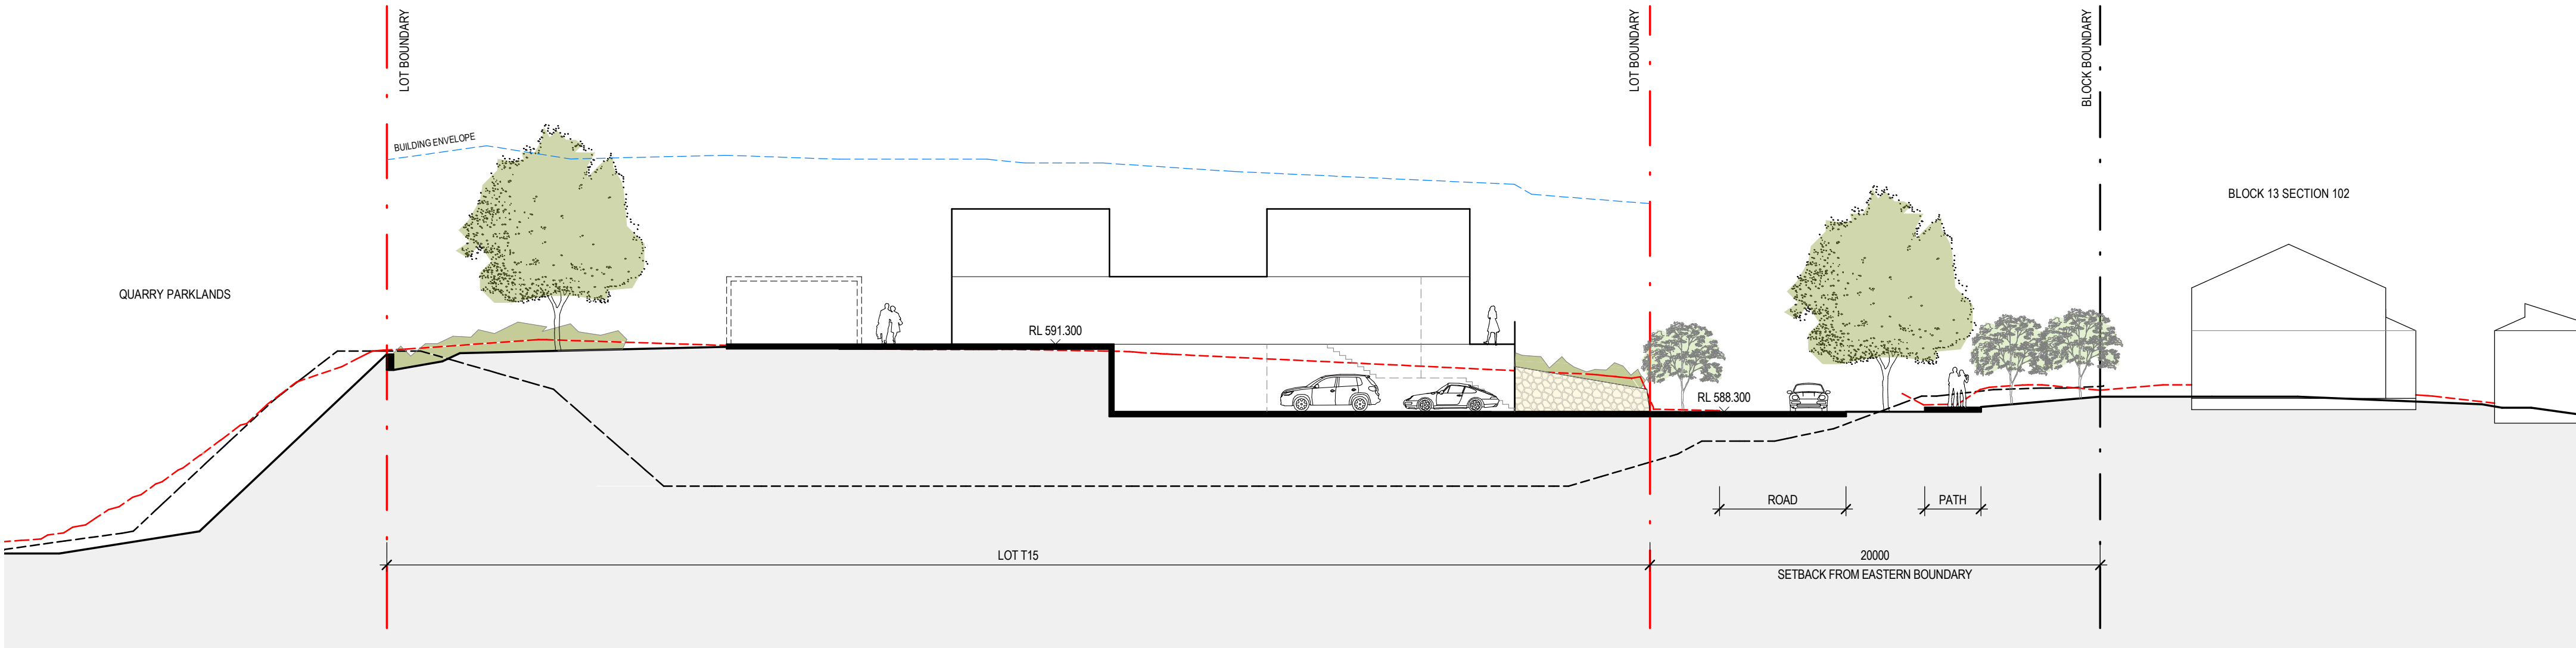 LOT BOUNDARY
LOT BOUNDARY
BLOCK BOUNDARY
BUILDING ENVELOPE
BLOCK 13 SECTION 102
QUARRY PARKLANDS
RL 591.300
RL 588.300
ROAD
PATH
LOT T15
20000
SETBACK FROM EASTERN BOUNDARY